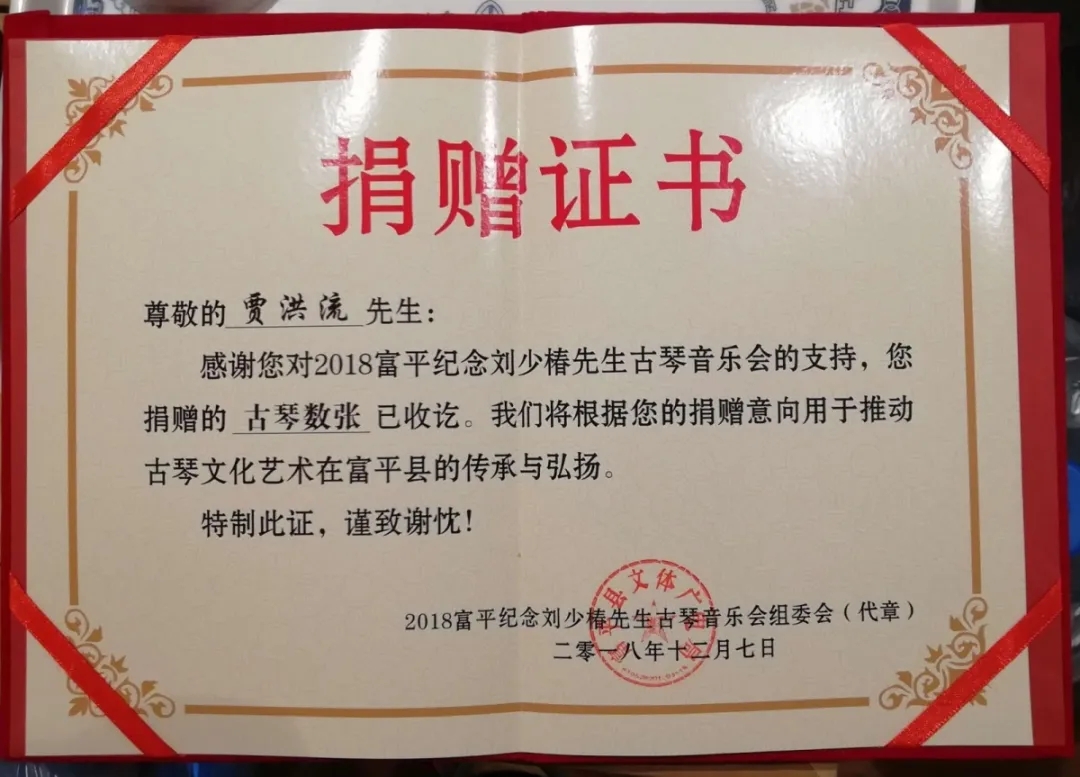 捐赠证书
尊敬的 贾洪流 先生：
感谢您对2018富平纪念刘少椿先生古琴音乐会的支持，您
捐赠的 古琴数张 已收讫。我们将根据您的捐赠意向用于推动
古琴文化艺术在富平县的传承与弘扬。
特制此证，谨致谢忱！
2018富平纪念刘少椿先生古琴音乐会组委会（代章）
二零一八年十二月七日
县文体广
局